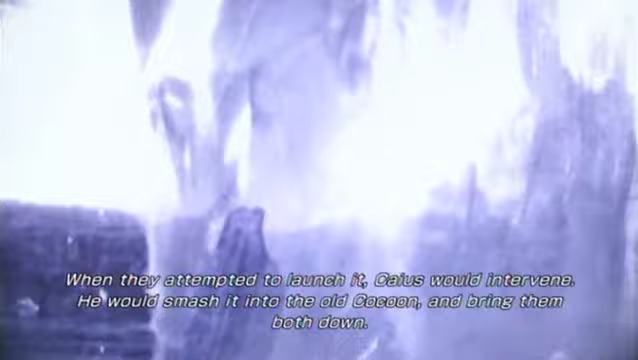 When they attempted to launch it, Caius would intervene.
He would smash it into the old Cocoon, and bring them
both down.